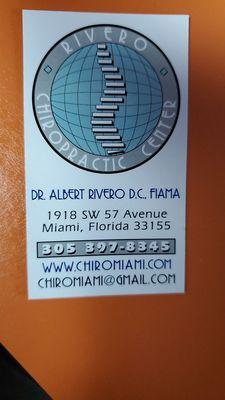 RIVERO
CHIROPRACTIC CENTER
DR. ALBERT RIVERO D.C., FIAMA
1918 SW 57 Avenue
Miami, Florida 33155
305 397-8345
WWW.CHIROMIAMI.COM
CHIROMIAMI@GMAIL.COM